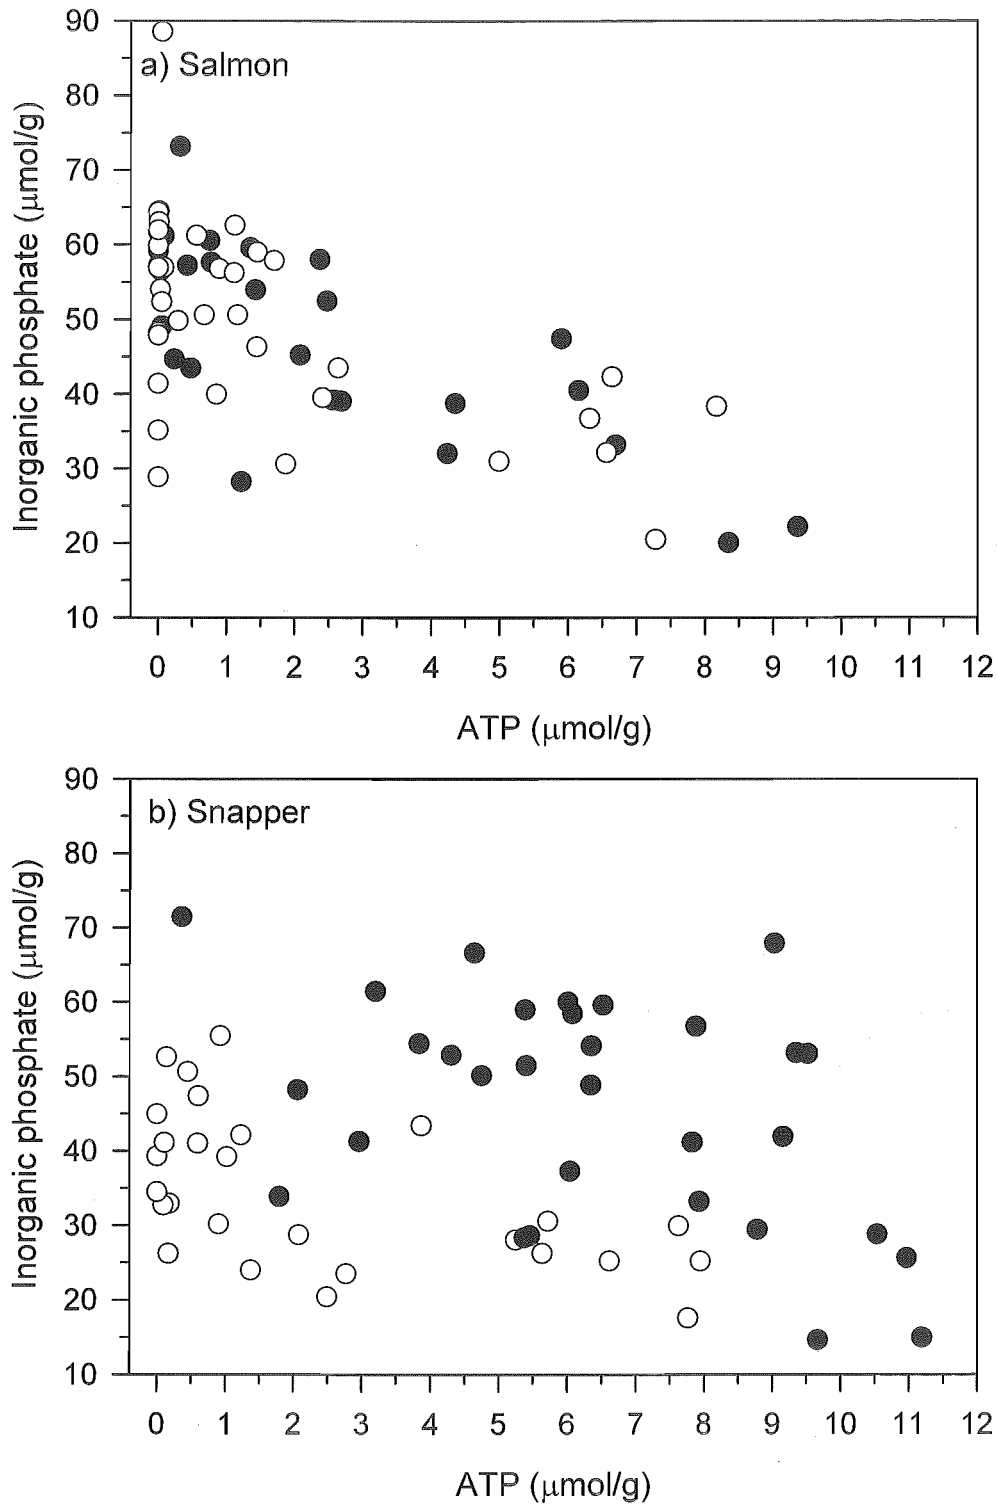 90
a) Salmon
80
70
60
50
40
30
20
10
Inorganic phosphate (μmol/g)
0 1 2 3 4 5 6 7 8 9 10 11 12
ATP (μmol/g)
90
b) Snapper
80
70
60
50
40
30
20
10
Inorganic phosphate (μmol/g)
0 1 2 3 4 5 6 7 8 9 10 11 12
ATP (μmol/g)